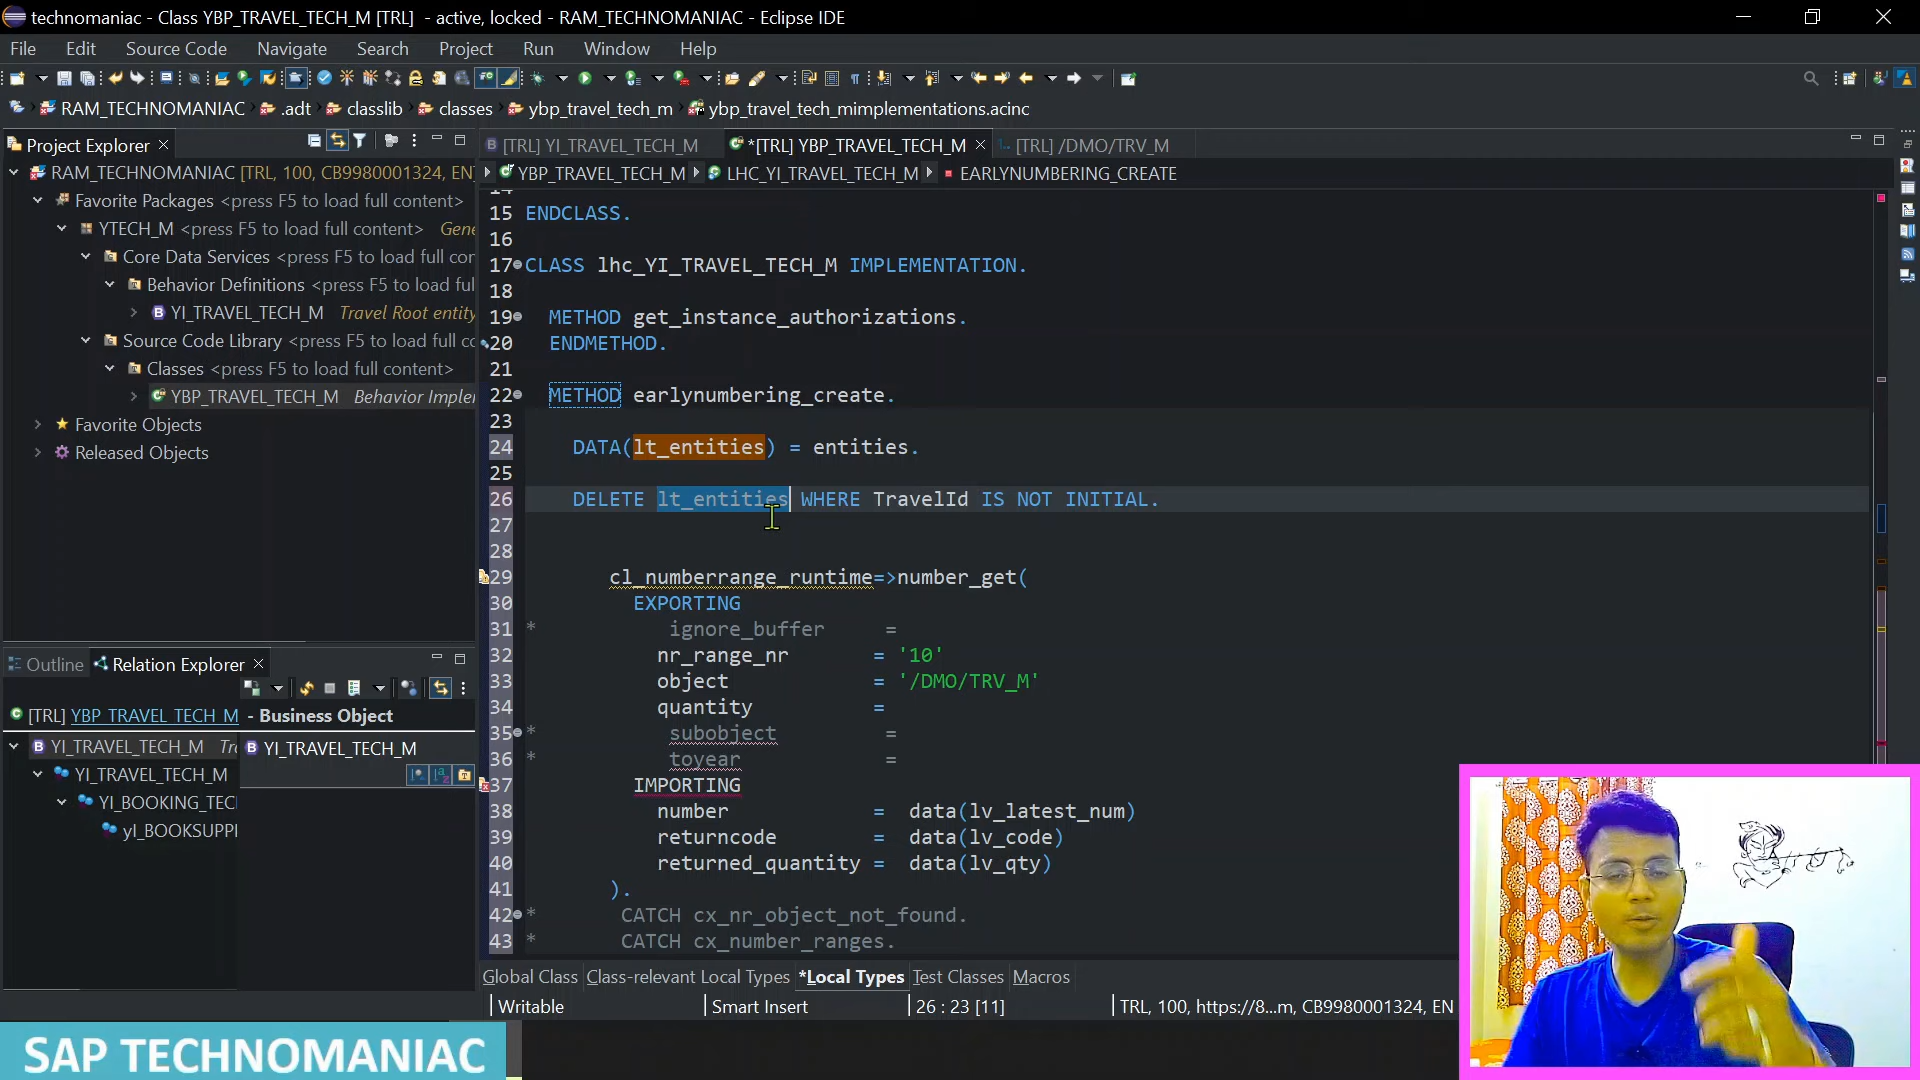 technomaniac - Class YBP_TRAVEL_TECH_M [TRL] - active, locked - RAM_TECHNOMANIAC - Eclipse IDE
File Edit Source Code Navigate Search Project Run Window Help
RAM_TECHNOMANIAC .adt classlib classes ybp_travel_tech_m ybp_travel_tech_mimplementations.acinc
Project Explorer
RAM_TECHNOMANIAC [TRL, 100, CB9980001324, EN]
Favorite Packages <press F5 to load full content>
YTECH_M <press F5 to load full content> Gene
Core Data Services <press F5 to load full cor
Behavior Definitions <press F5 to load ful
YI_TRAVEL_TECH_M Travel Root entity
Source Code Library <press F5 to load full cc
Classes <press F5 to load full content>
YBP_TRAVEL_TECH_M Behavior Impler
Favorite Objects
Released Objects
Outline Relation Explorer
[TRL] YBP_TRAVEL_TECH_M - Business Object
YI_TRAVEL_TECH_M Tra
YI_TRAVEL_TECH_M
YI_TRAVEL_TECH_M
YI_BOOKING_TECI
yI_BOOKSUPPI
[TRL] YI_TRAVEL_TECH_M *[TRL] YBP_TRAVEL_TECH_M [TRL] /DMO/TRV_M
YBP_TRAVEL_TECH_M LHC_YI_TRAVEL_TECH_M EARLYNUMBERING_CREATE
14
15 ENDCLASS.
16
17 CLASS lhc_YI_TRAVEL_TECH_M IMPLEMENTATION.
18
19 METHOD get_instance_authorizations.
20 ENDMETHOD.
21
22 METHOD earlynumbering_create.
23
24 DATA(lt_entities) = entities.
25
26 DELETE lt_entities WHERE TravelId IS NOT INITIAL.
27
28
29 cl_numberrange_runtime=>number_get(
30 EXPORTING
31 * ignore_buffer =
32 nr_range_nr = '10'
33 object = '/DMO/TRV_M'
34 quantity =
35 * subobject =
36 * toyear =
37 IMPORTING
38 number = data(lv_latest_num)
39 returncode = data(lv_code)
40 returned_quantity = data(lv_qty)
41 ).
42 * CATCH cx_nr_object_not_found.
43 * CATCH cx_number_ranges.
Global Class Class-relevant Local Types *Local Types Test Classes Macros
Writable Smart Insert 26 : 23 [11] TRL, 100, https://8...m, CB9980001324, EN
SAP TECHNOMANIAC